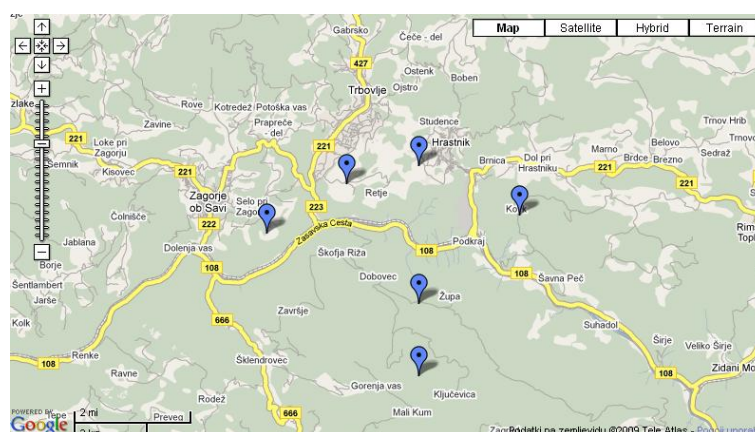 Map
Satellite
Hybrid
Terrain
Gabrsko
Čeče - del
427
Ostenk
Ojstro
Boben
Trbovlje
Rove
Kotredež
Potoška vas
Zavine
Prapreče
- del
221
Studence
Hrastnik
Trnov Hrib
221
Loke pri
Zagorju
Semnik
Kisovec
Marno
Belovo
Brdce
Brezno
Sedraž
Brnica
Dol pri
Hrastniku
221
221
221
Zagorje
ob Savi
Retje
Selo pri
223
Kovk
Čolnišče
222
Zasavska Cesta
Jablana
Dolenja vas
Škofja Riža
108
Podkraj
Borje
108
Dobovec
108
Šavna Peč
Šentlambert
Jarše
Župa
Kolk
Završje
666
Suhadol
Širje
Veliko Širje
Renke
108
Šklendrovec
Zidani Mo
108
Ravne
Gorenja vas
Ključevica
Rodež
Mali Kum
666
POWERED BY
Google
2 mi
Preveg
Podatki na zemljevidu ©2009 Tele Atlas -